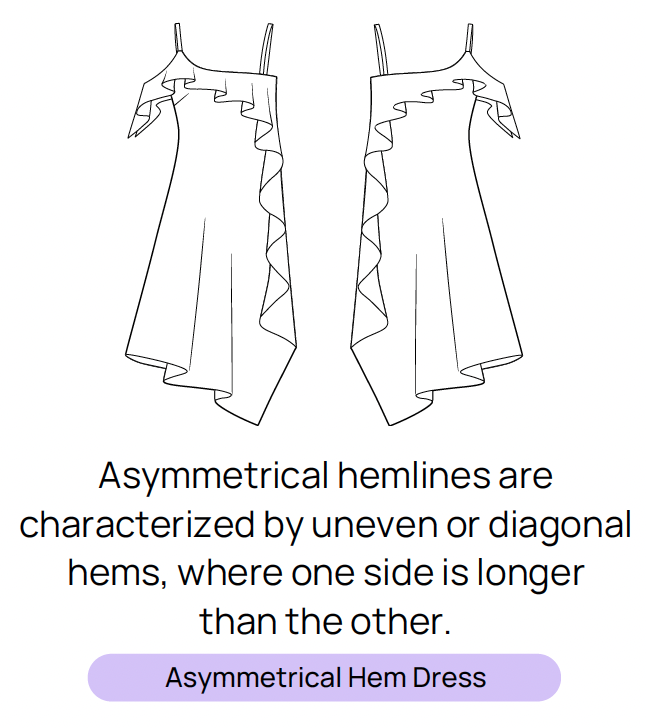 Asymmetrical hemlines are
characterized by uneven or diagonal
hems, where one side is longer
than the other.
Asymmetrical Hem Dress